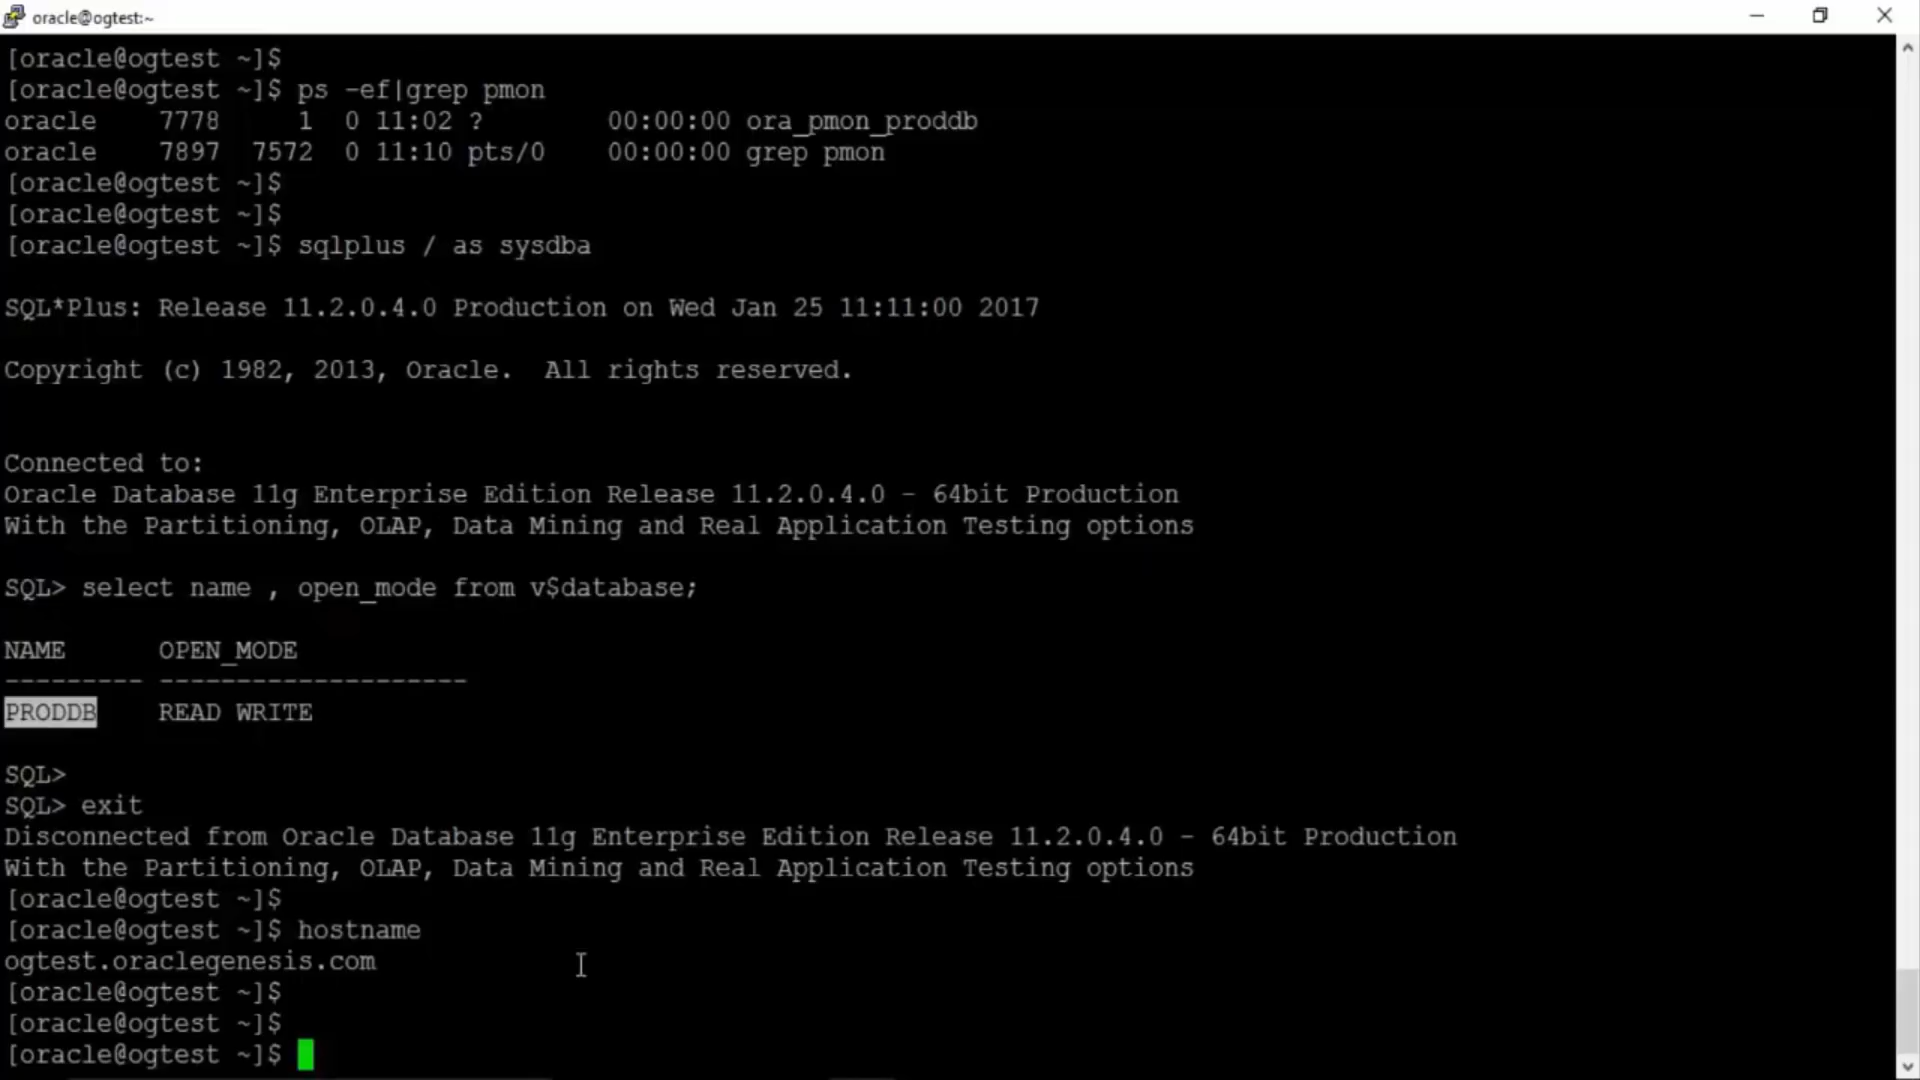 oracle@ogtest:~
[oracle@ogtest ~]$
[oracle@ogtest ~]$ ps -ef|grep pmon
oracle    7778     1  0 11:02 ?        00:00:00 ora_pmon_proddb
oracle    7897  7572  0 11:10 pts/0    00:00:00 grep pmon
[oracle@ogtest ~]$
[oracle@ogtest ~]$
[oracle@ogtest ~]$ sqlplus / as sysdba
SQL*Plus: Release 11.2.0.4.0 Production on Wed Jan 25 11:11:00 2017
Copyright (c) 1982, 2013, Oracle.  All rights reserved.
Connected to:
Oracle Database 11g Enterprise Edition Release 11.2.0.4.0 - 64bit Production
With the Partitioning, OLAP, Data Mining and Real Application Testing options
SQL> select name , open_mode from v$database;
NAME      OPEN_MODE
--------- --------------------
PRODDB    READ WRITE
SQL>
SQL> exit
Disconnected from Oracle Database 11g Enterprise Edition Release 11.2.0.4.0 - 64bit Production
With the Partitioning, OLAP, Data Mining and Real Application Testing options
[oracle@ogtest ~]$
[oracle@ogtest ~]$ hostname
ogtest.oraclegenesis.com
[oracle@ogtest ~]$
[oracle@ogtest ~]$
[oracle@ogtest ~]$